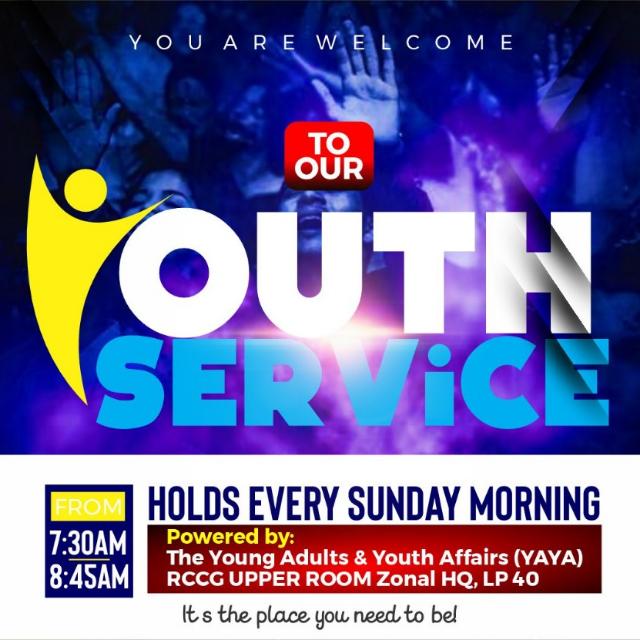 YOU ARE WELCOME
TO
OUR
YOUTH
SERViCE
FROM
7:30AM
8:45AM
HOLDS EVERY SUNDAY MORNING
Powered by:
The Young Adults & Youth Affairs (YAYA)
RCCG UPPER ROOM Zonal HQ, LP 40
It s the place you need to be!